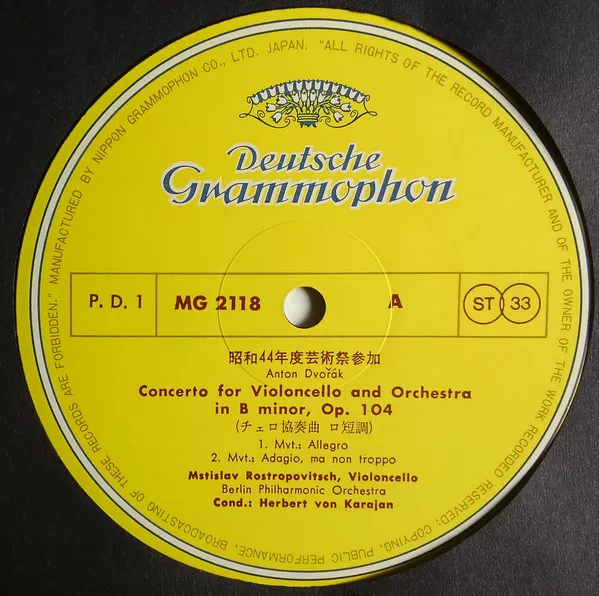 MANUFACTURED BY NIPPON GRAMMOPHON CO., LTD. JAPAN. "ALL RIGHTS OF THE RECORD MANUFACTURER AND OF THE OWNER OF THE WORK RECORDED RESERVED; COPYING, PUBLIC PERFORMANCE, BROADCASTING OF THESE RECORDS ARE FORBIDDEN."
Deutsche
Grammophon
P. D. 1 MG 2118 A ST 33
昭和44年度芸術祭参加
Anton Dvořák
Concerto for Violoncello and Orchestra
in B minor, Op. 104
(チェロ協奏曲 ロ短調)
1. Mvt.: Allegro
2. Mvt.: Adagio, ma non troppo
Mstislav Rostropovitsch, Violoncello
Berlin Philharmonic Orchestra
Cond.: Herbert von Karajan